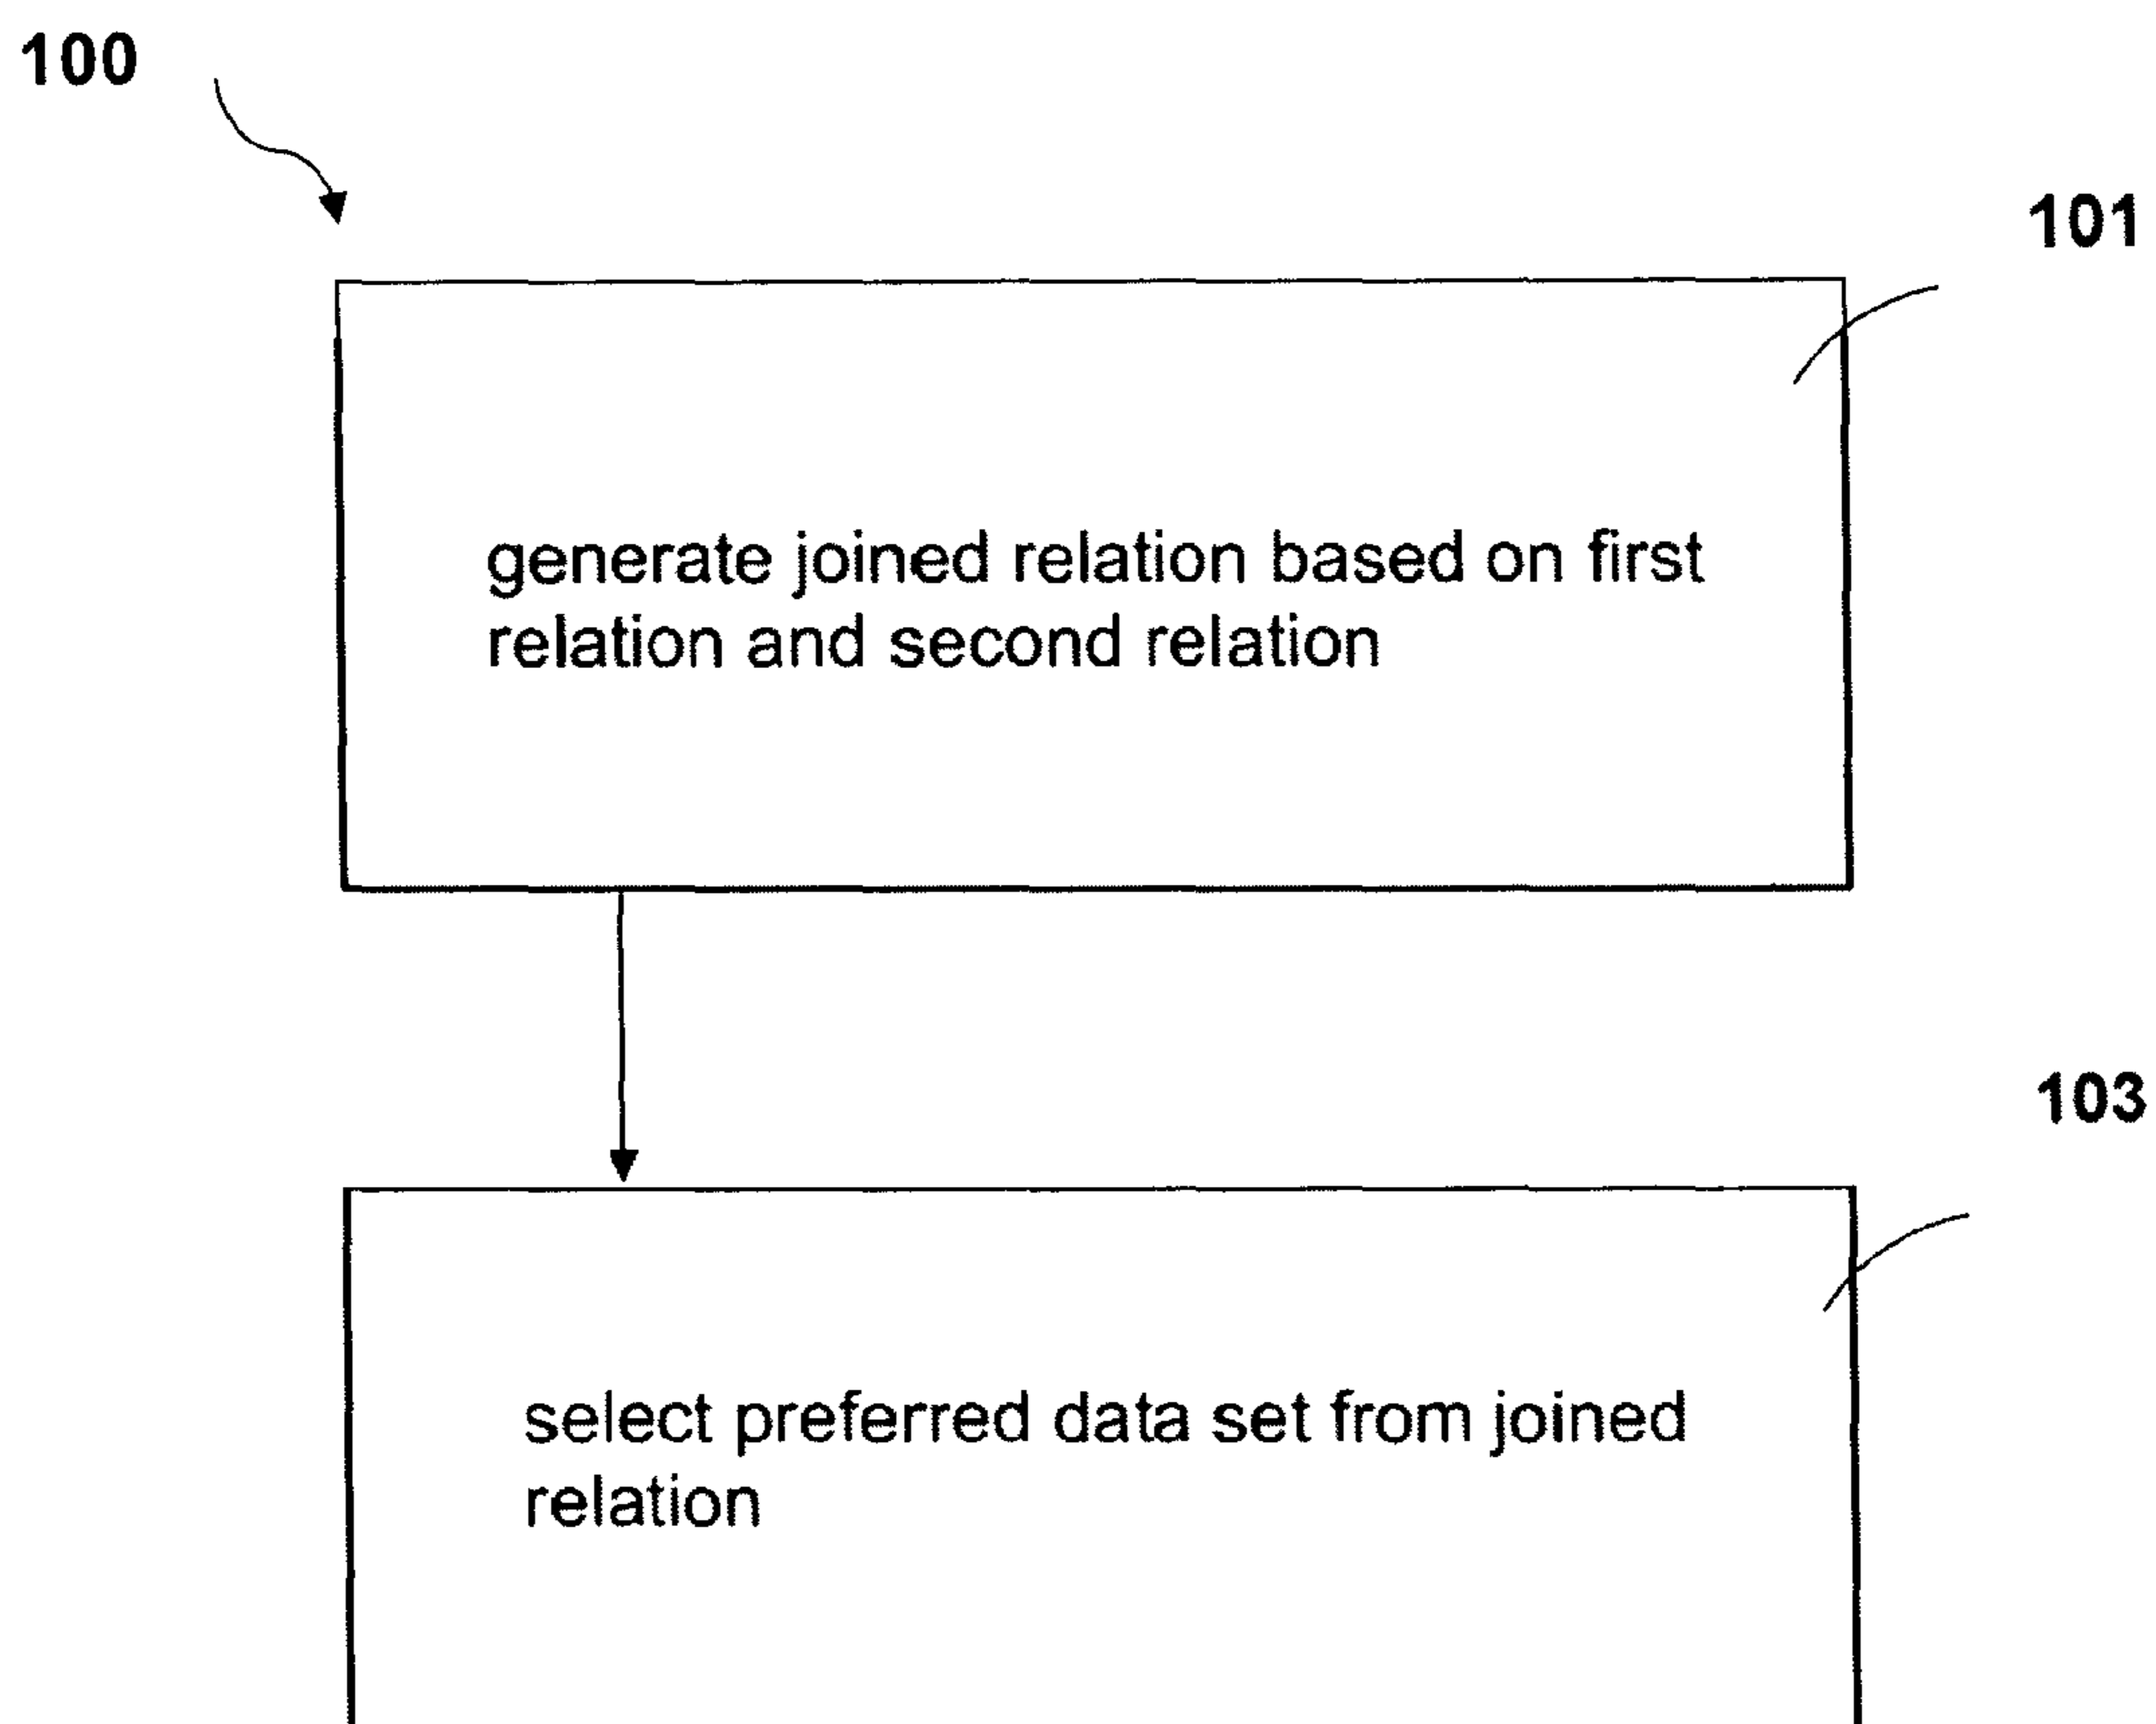 100
101
generate joined relation based on first
relation and second relation
103
select preferred data set from joined
relation